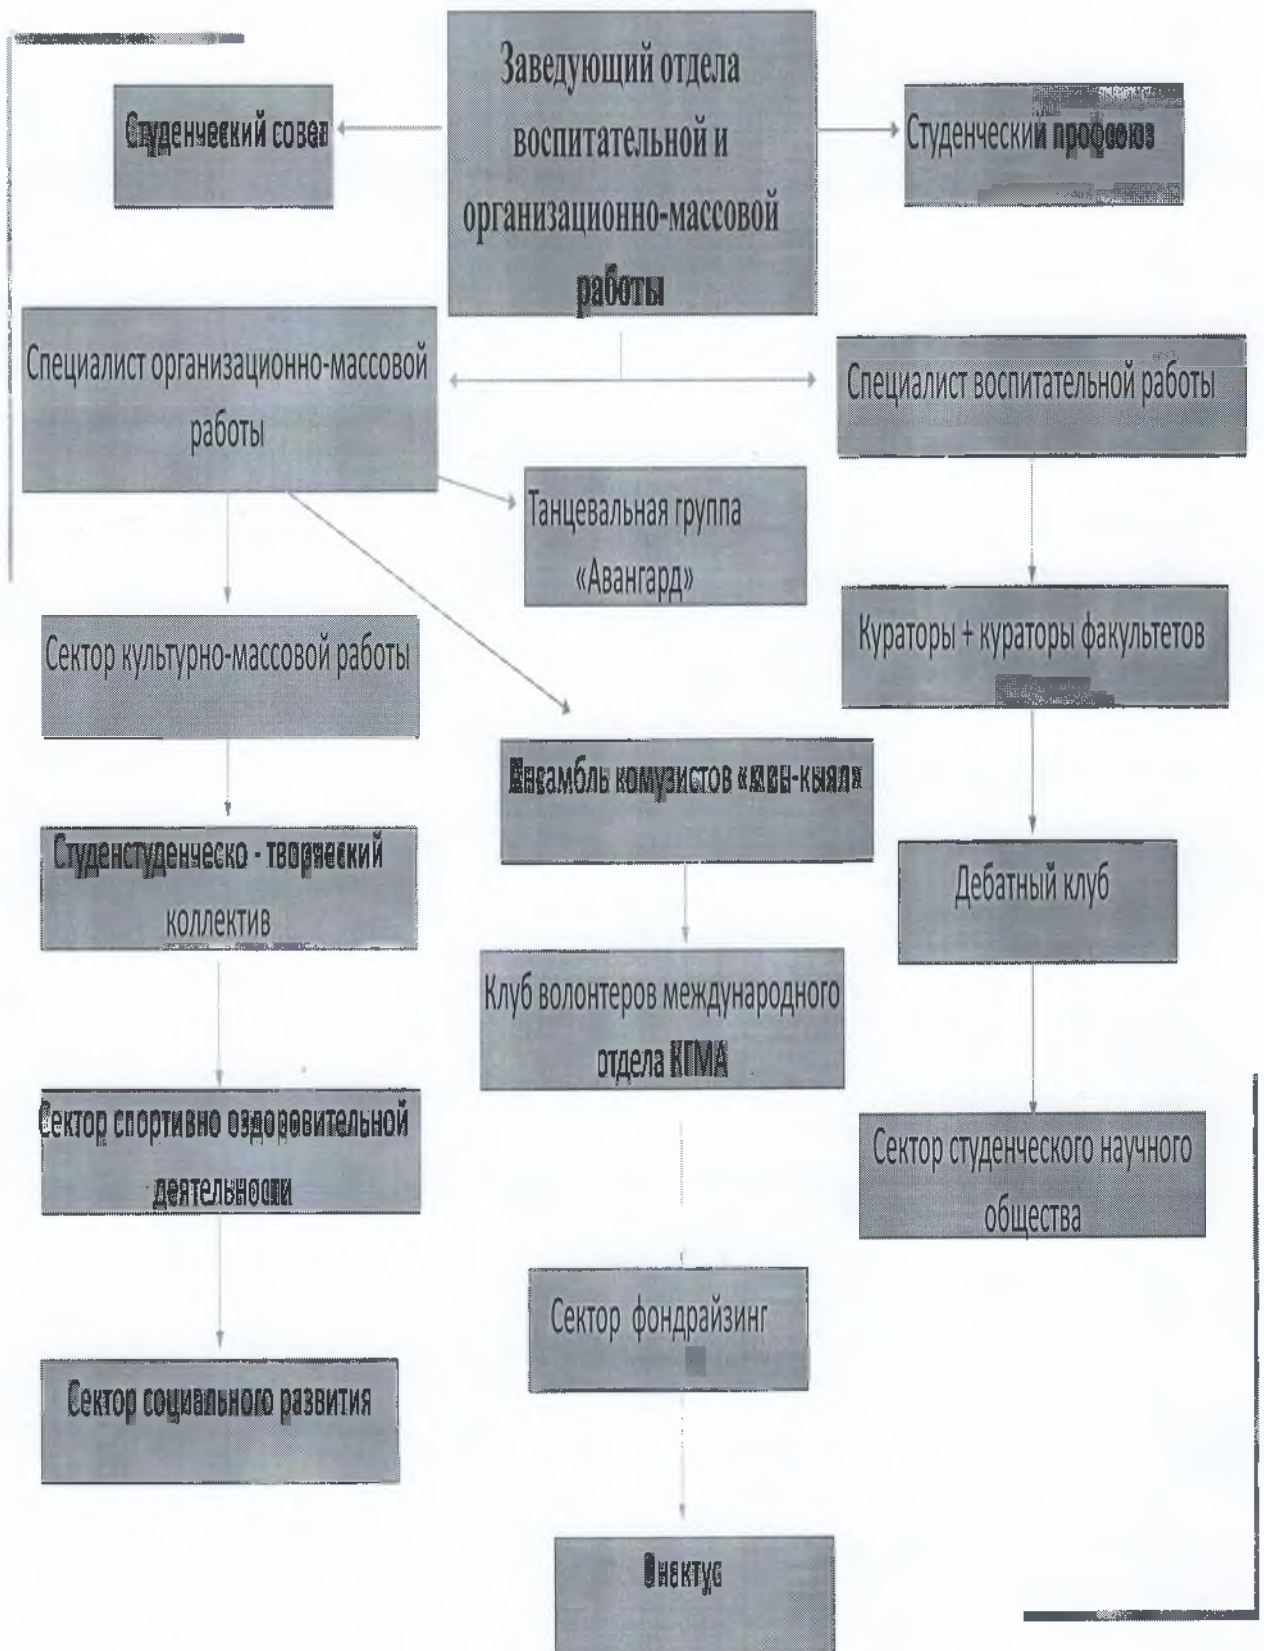 Заведующий отдела
воспитательной и
организационно-массовой
работы
Студенческий совет
Студенческий профсоюз
Специалист организационно-массовой
работы
Специалист воспитательной работы
Танцевальная группа
«Авангард»
Сектор культурно-массовой работы
Кураторы + кураторы факультетов
Ансамбль комузистов
Студенстуденческо - творческий
коллектив
Дебатный клуб
Клуб волонтеров международного
отдела КГМА
Сектор спортивно оздоровительной
деятельности
Сектор студенческого научного
общества
Сектор фондрайзинг
Сектор социального развития
Энактус